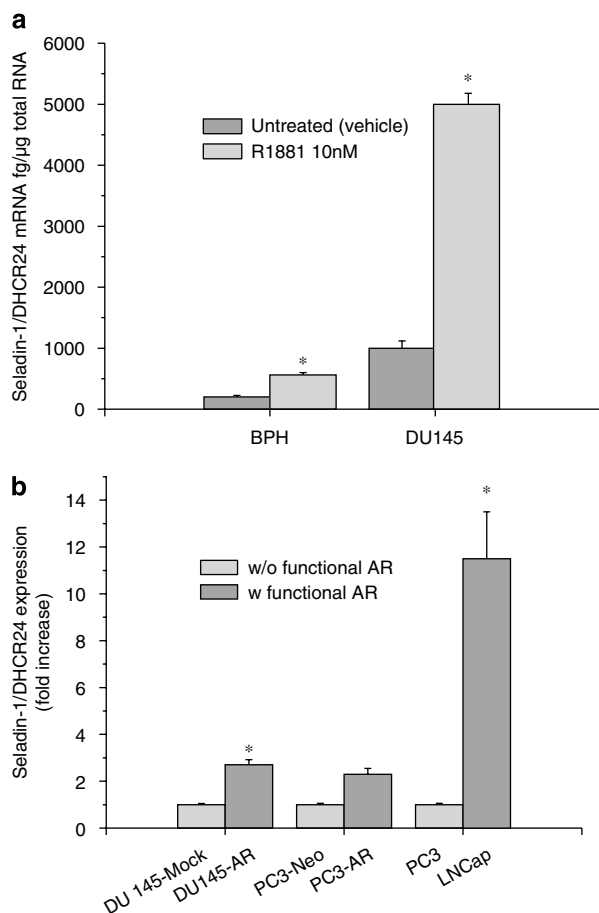 a
Seladin-1/DHCR24 mRNA fg/µg total RNA
6000
5000
4000
3000
2000
1000
0
Untreated (vehicle)
R1881 10nM
*
*
BPH
DU145
b
Seladin-1/DHCR24 expression
(fold increase)
14
12
10
8
6
4
2
0
w/o functional AR
w functional AR
*
*
DU 145-Mock
DU145-AR
PC3-Neo
PC3-AR
PC3
LNCap